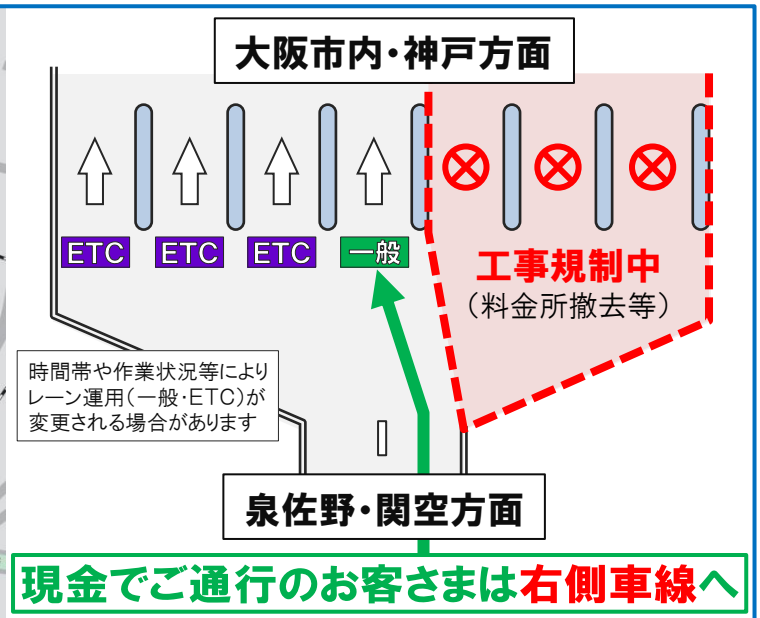 大阪市内・神戸方面
ETC
ETC
ETC
一般
工事規制中
（料金所撤去等）
時間帯や作業状況等により
レーン運用（一般・ETC）が
変更される場合があります
泉佐野・関空方面
現金でご通行のお客さまは右側車線へ